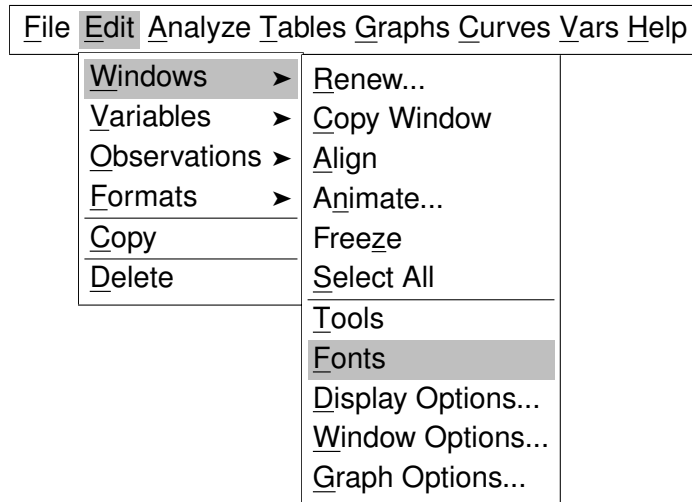 File Edit Analyze Tables Graphs Curves Vars Help
Windows ➤
Variables ➤
Observations ➤
Formats ➤
Copy
Delete
Renew...
Copy Window
Align
Animate...
Freeze
Select All
Tools
Fonts
Display Options...
Window Options...
Graph Options...